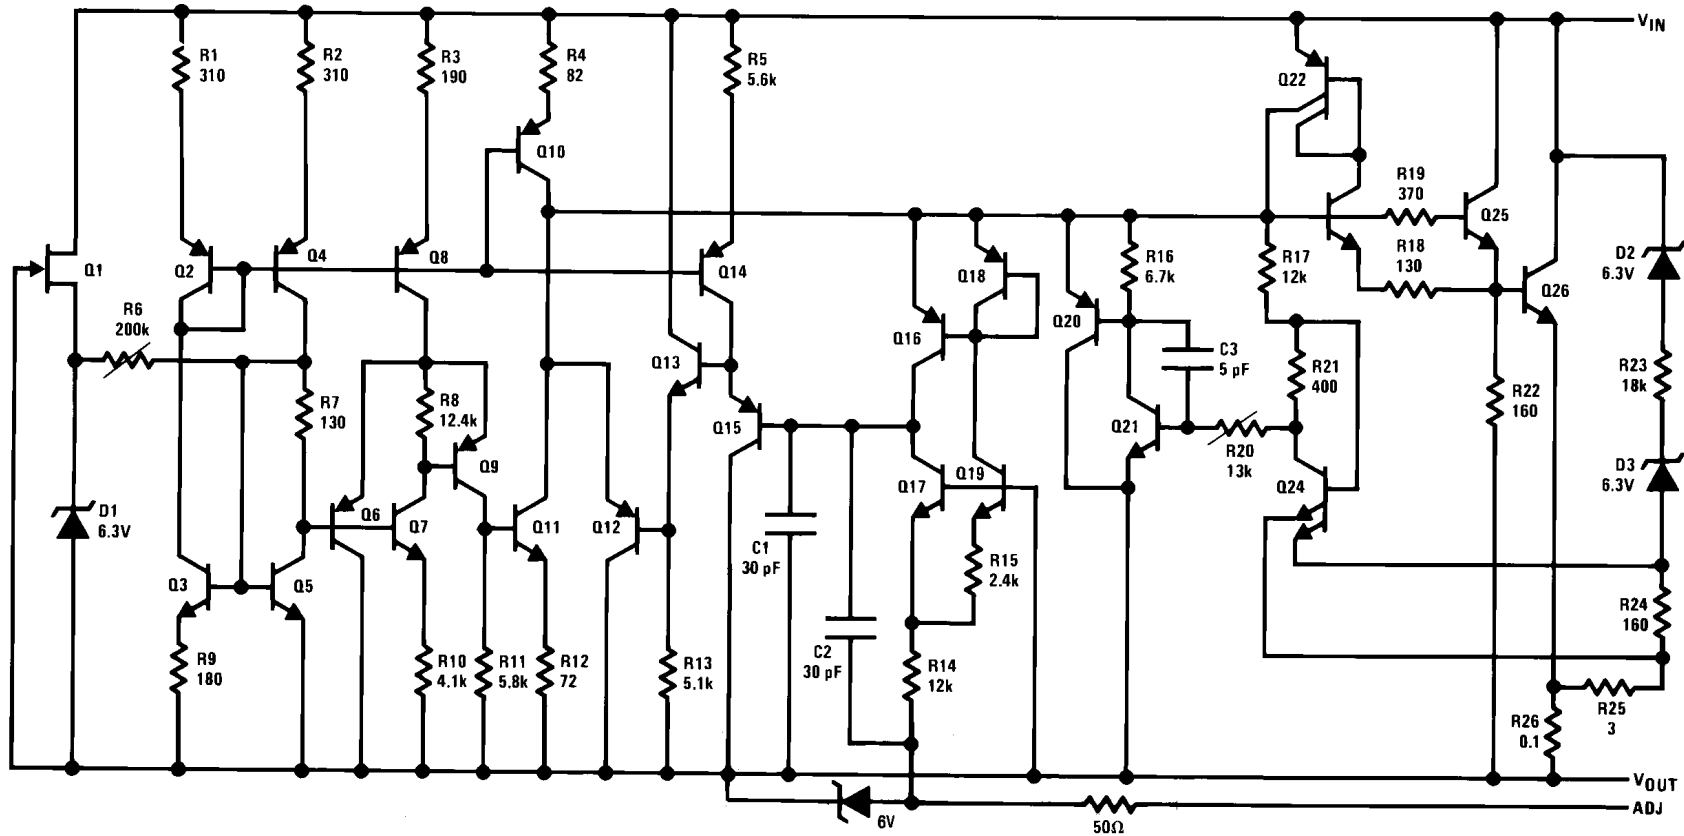 VIN
R1
310
R2
310
R3
190
R4
82
R5
5.6k
Q22
Q10
R19
370
Q25
Q1
Q2
Q4
Q8
Q14
Q18
R16
6.7k
R17
12k
R18
130
Q26
D2
6.3V
R6
200k
Q13
Q16
Q20
C3
5 pF
R21
400
R22
160
R23
18k
R7
130
R8
12.4k
Q15
Q21
R20
13k
Q9
Q19
Q17
Q24
D3
6.3V
D1
6.3V
Q6
Q7
Q11
Q12
C1
30 pF
R15
2.4k
Q3
Q5
R24
160
R9
180
R10
4.1k
R11
5.8k
R12
72
R13
5.1k
C2
30 pF
R14
12k
R25
3
R26
0.1
VOUT
ADJ
6V
50Ω